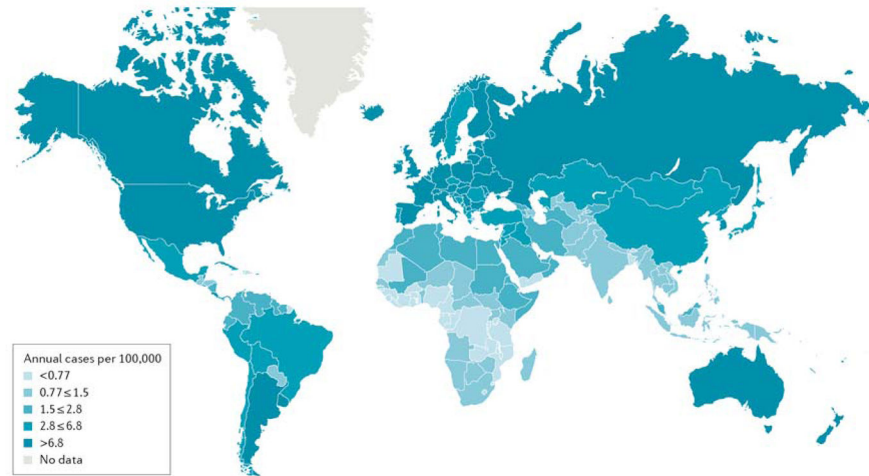 Annual cases per 100,000
<0.77
0.77≤1.5
1.5≤2.8
2.8≤6.8
>6.8
No data